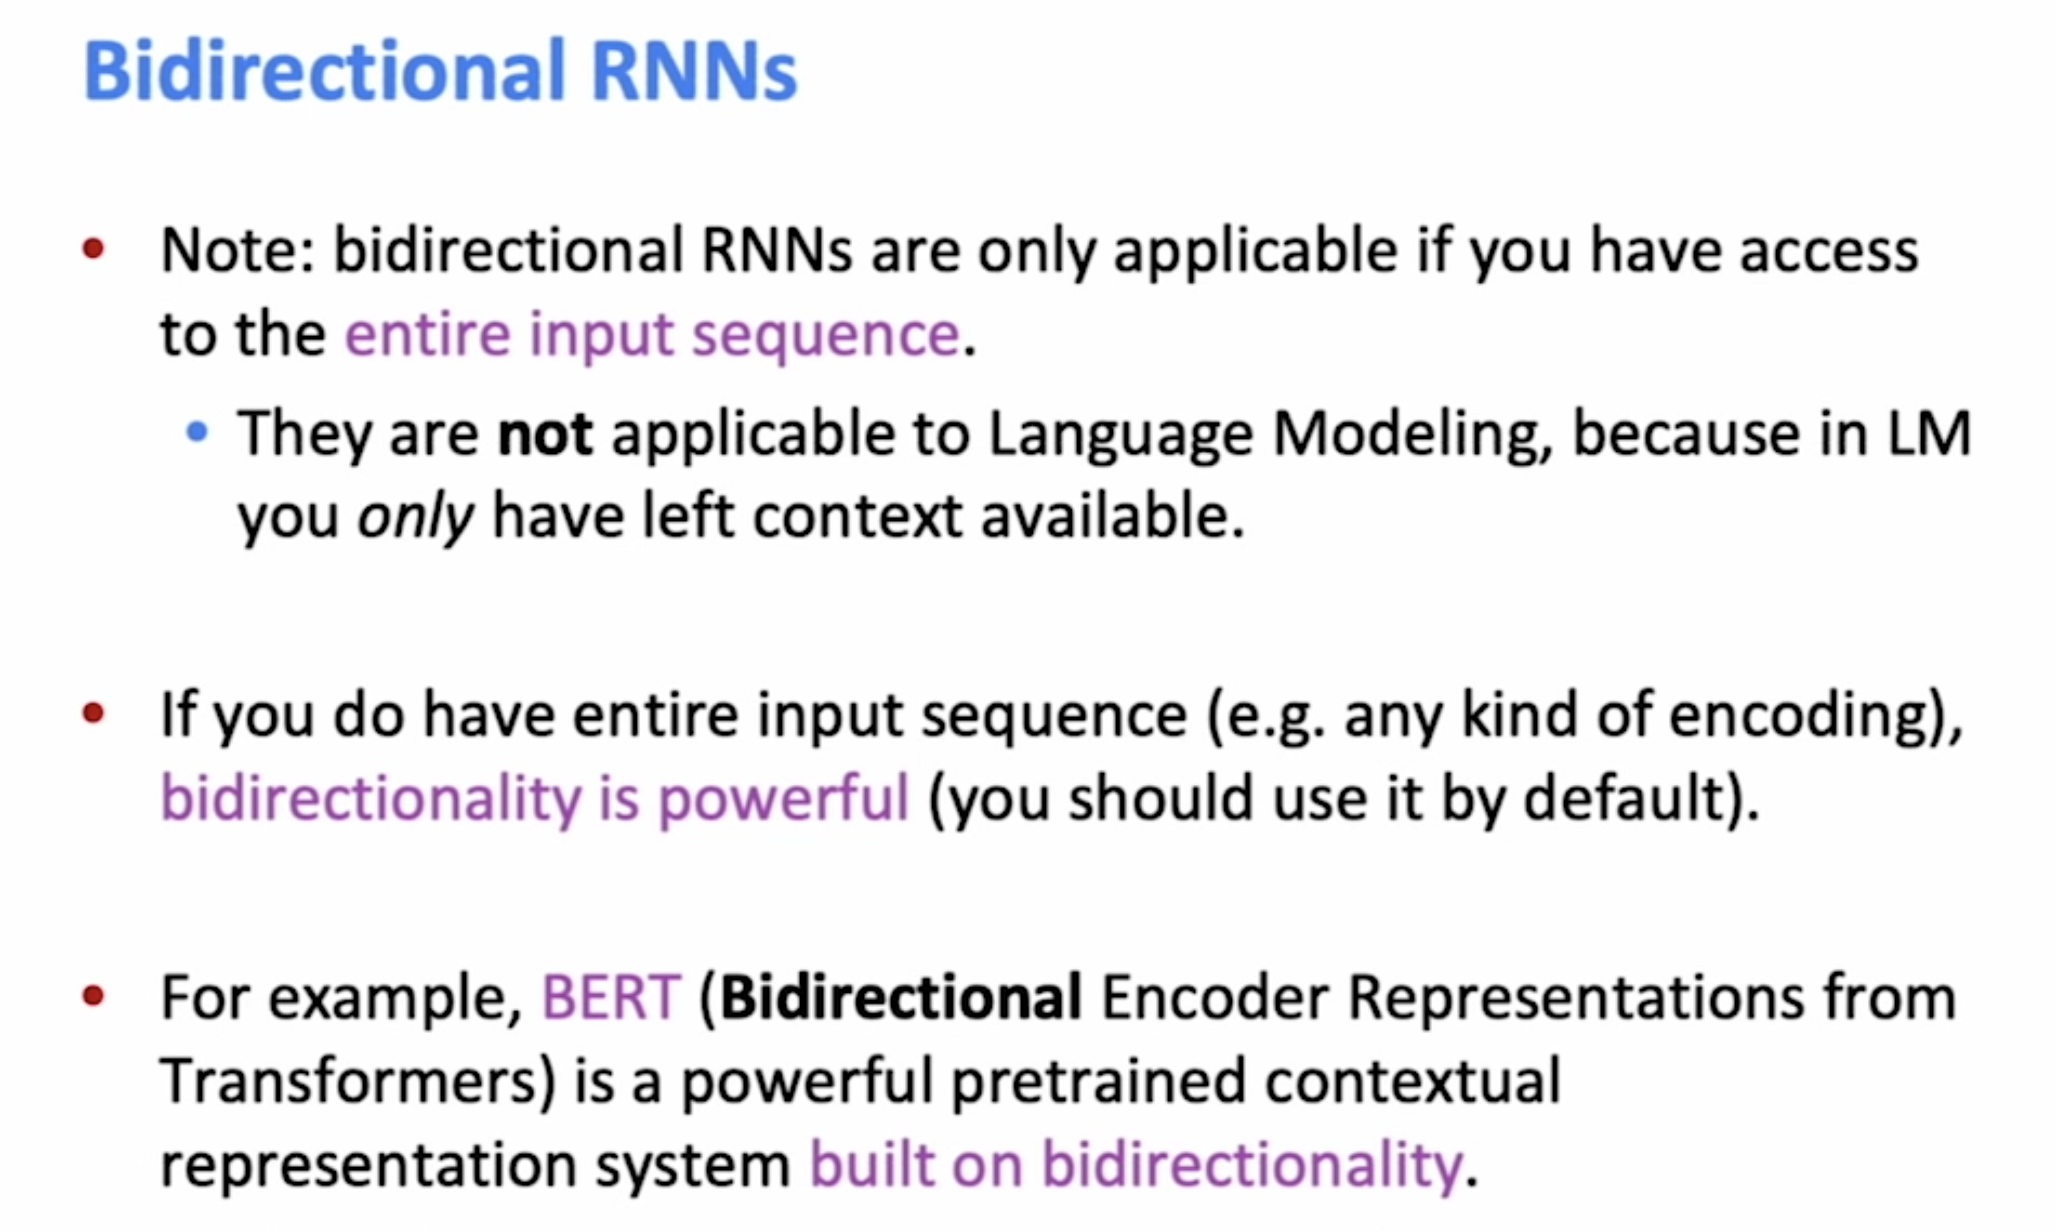 Bidirectional RNNs
• Note: bidirectional RNNs are only applicable if you have access
to the entire input sequence.
• They are not applicable to Language Modeling, because in LM
you only have left context available.
• If you do have entire input sequence (e.g. any kind of encoding),
bidirectionality is powerful (you should use it by default).
• For example, BERT (Bidirectional Encoder Representations from
Transformers) is a powerful pretrained contextual
representation system built on bidirectionality.